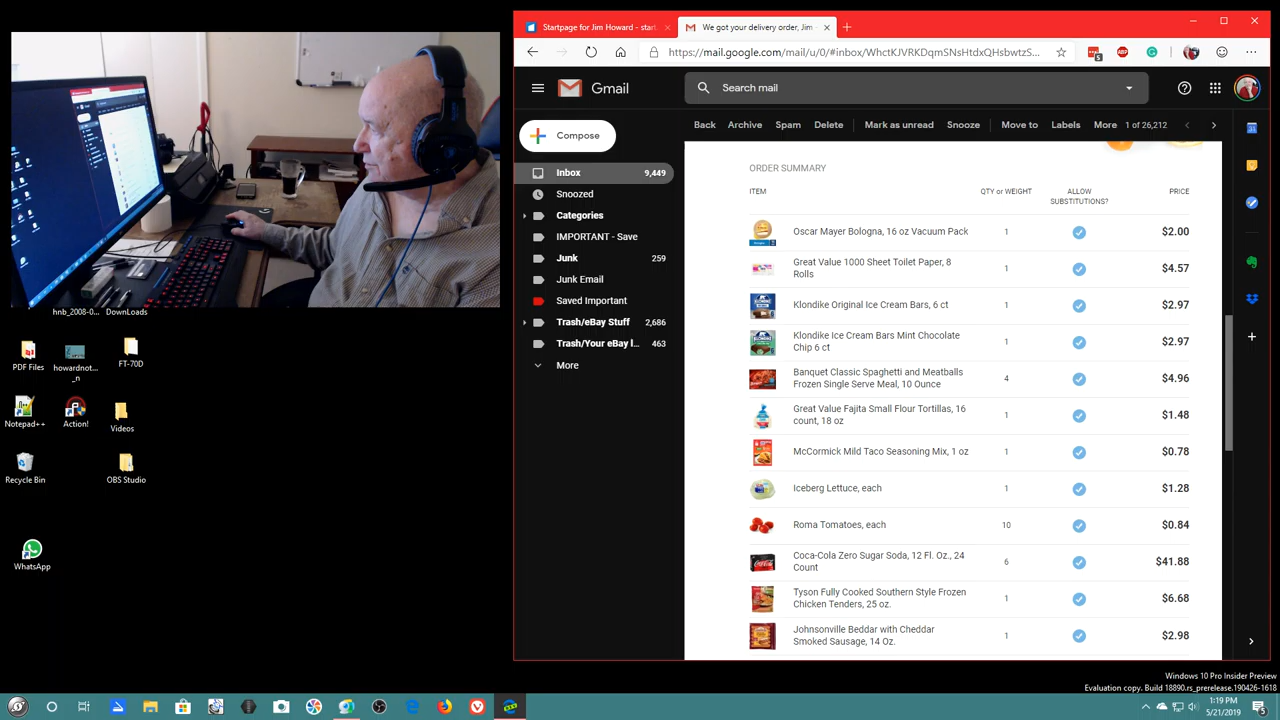 Startpage for Jim Howard - start
We got your delivery order, Jim -
https://mail.google.com/mail/u/0/#inbox/WhctKJVRKDqmSNsHtdxQHsbwtzS...
5
ABP
Gmail
Search mail
Compose
Back Archive Spam Delete Mark as unread Snooze Move to Labels More 1 of 26,212
Inbox 9,449
Snoozed
Categories
IMPORTANT - Save
Junk 259
Junk Email
Saved Important
Trash/eBay Stuff 2,686
Trash/Your eBay l... 463
More
ORDER SUMMARY
ITEM QTY or WEIGHT ALLOW SUBSTITUTIONS? PRICE
Oscar Mayer Bologna, 16 oz Vacuum Pack 1 $2.00
Great Value 1000 Sheet Toilet Paper, 8
Rolls 1 $4.57
Klondike Original Ice Cream Bars, 6 ct 1 $2.97
Klondike Ice Cream Bars Mint Chocolate
Chip 6 ct 1 $2.97
Banquet Classic Spaghetti and Meatballs
Frozen Single Serve Meal, 10 Ounce 4 $4.96
Great Value Fajita Small Flour Tortillas, 16
count, 18 oz 1 $1.48
McCormick Mild Taco Seasoning Mix, 1 oz 1 $0.78
Iceberg Lettuce, each 1 $1.28
Roma Tomatoes, each 10 $0.84
Coca-Cola Zero Sugar Soda, 12 Fl. Oz., 24
Count 6 $41.88
Tyson Fully Cooked Southern Style Frozen
Chicken Tenders, 25 oz. 1 $6.68
Johnsonville Beddar with Cheddar
Smoked Sausage, 14 Oz. 1 $2.98
hnb_2008-0... DownLoads
PDF Files howardnot..._n FT-70D
Notepad++ Action! Videos
Recycle Bin OBS Studio
WhatsApp
Windows 10 Pro Insider Preview
Evaluation copy. Build 18890.rs_prerelease.190426-1618
1:19 PM
5/21/2019
5